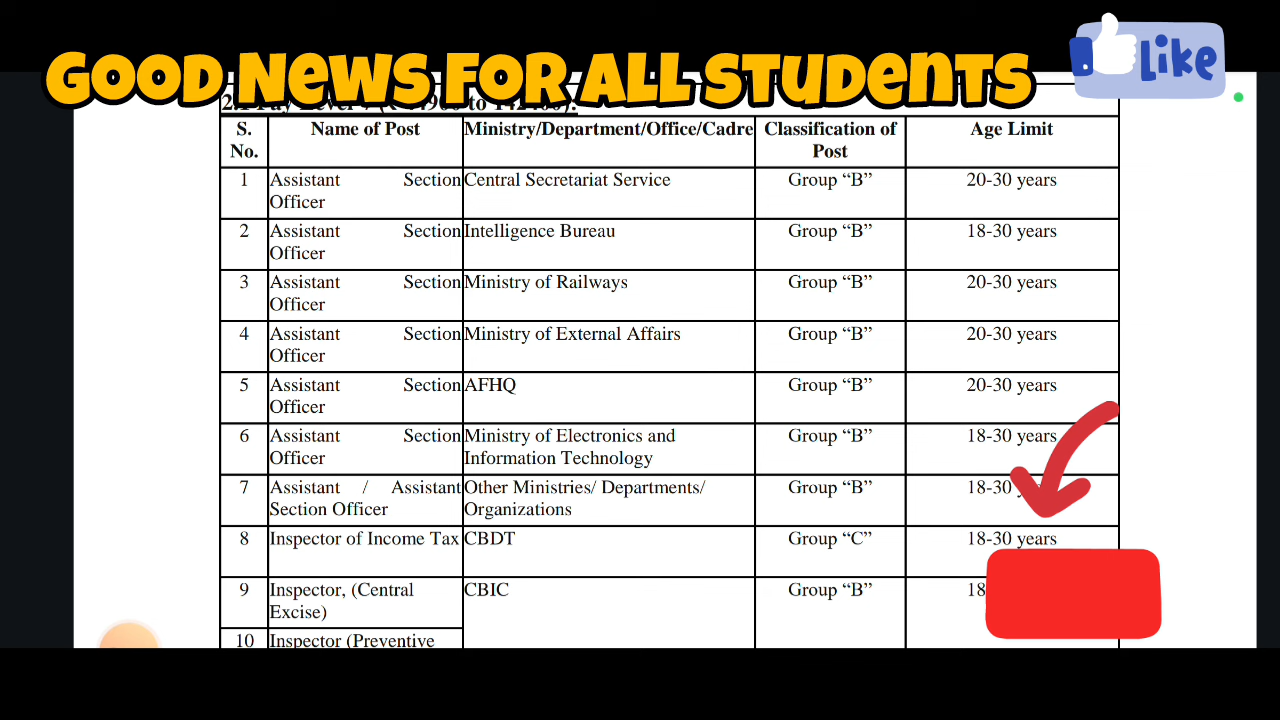 GOOD NEWS FOR ALL STUDENTS
Like
S. No. Name of Post Ministry/Department/Office/Cadre Classification of Post Age Limit
1 Assistant Section Officer Central Secretariat Service Group “B” 20-30 years
2 Assistant Section Officer Intelligence Bureau Group “B” 18-30 years
3 Assistant Section Officer Ministry of Railways Group “B” 20-30 years
4 Assistant Section Officer Ministry of External Affairs Group “B” 20-30 years
5 Assistant Section Officer AFHQ Group “B” 20-30 years
6 Assistant Section Officer Ministry of Electronics and Information Technology Group “B” 18-30 years
7 Assistant / Assistant Section Officer Other Ministries/ Departments/ Organizations Group “B” 18-30
8 Inspector of Income Tax CBDT Group “C” 18-30 years
9 Inspector, (Central Excise) CBIC Group “B” 18
10 Inspector (Preventive